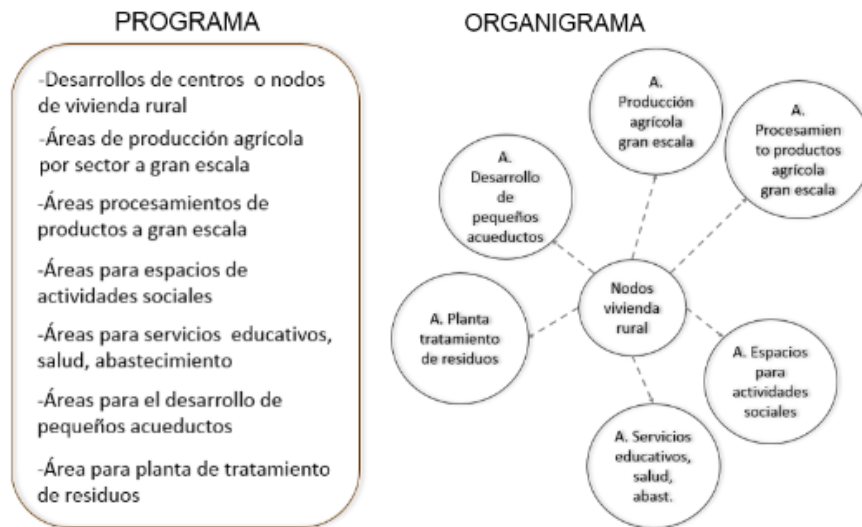 PROGRAMA
-Desarrollos de centros o nodos
de vivienda rural
-Áreas de producción agrícola
por sector a gran escala
-Áreas procesamientos de
productos a gran escala
-Áreas para espacios de
actividades sociales
-Áreas para servicios educativos,
salud, abastecimiento
-Áreas para el desarrollo de
pequeños acueductos
-Área para planta de tratamiento
de residuos
ORGANIGRAMA
A.
Producción
agrícola
gran escala
A.
Procesamien
to productos
agrícola
gran escala
A.
Desarrollo
de
pequeños
acueductos
Nodos
vivienda
rural
A. Planta
tratamiento
de residuos
A. Espacios
para
actividades
sociales
A. Servicios
educativos,
salud,
abast.